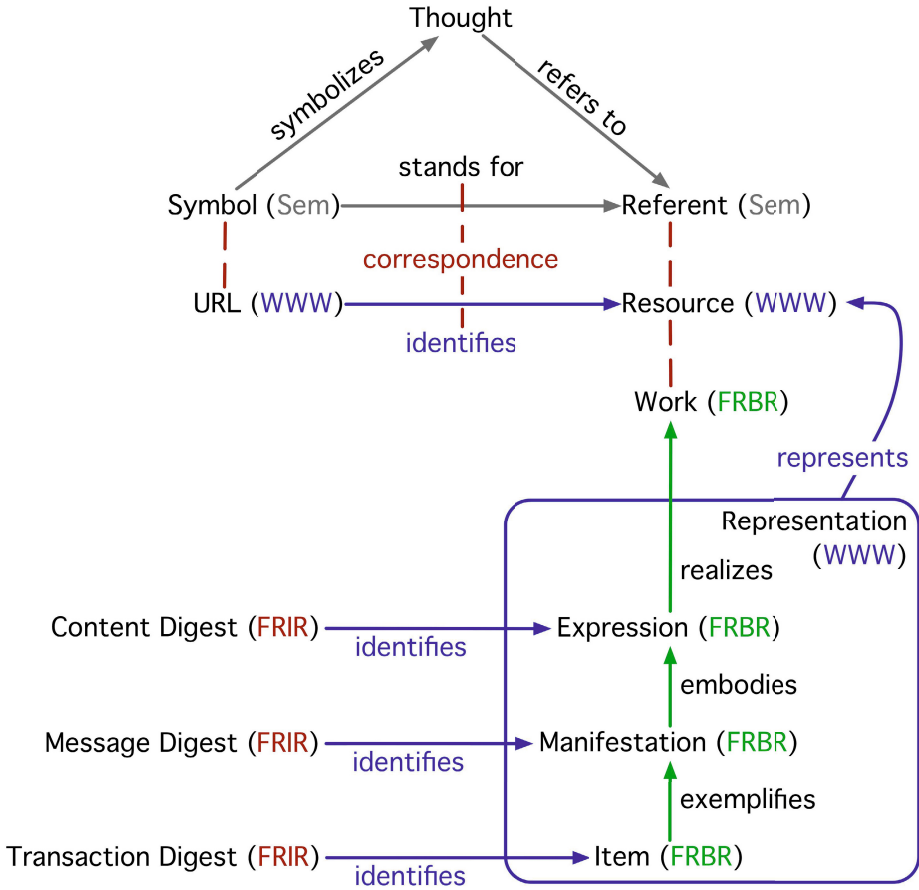 Thought
symbolizes
refers to
stands for
Symbol (Sem)
Referent (Sem)
correspondence
URL (WWW)
Resource (WWW)
identifies
Work (FRBR)
represents
Representation
(WWW)
realizes
Content Digest (FRIR)
identifies
Expression (FRBR)
embodies
Message Digest (FRIR)
identifies
Manifestation (FRBR)
exemplifies
Transaction Digest (FRIR)
identifies
Item (FRBR)